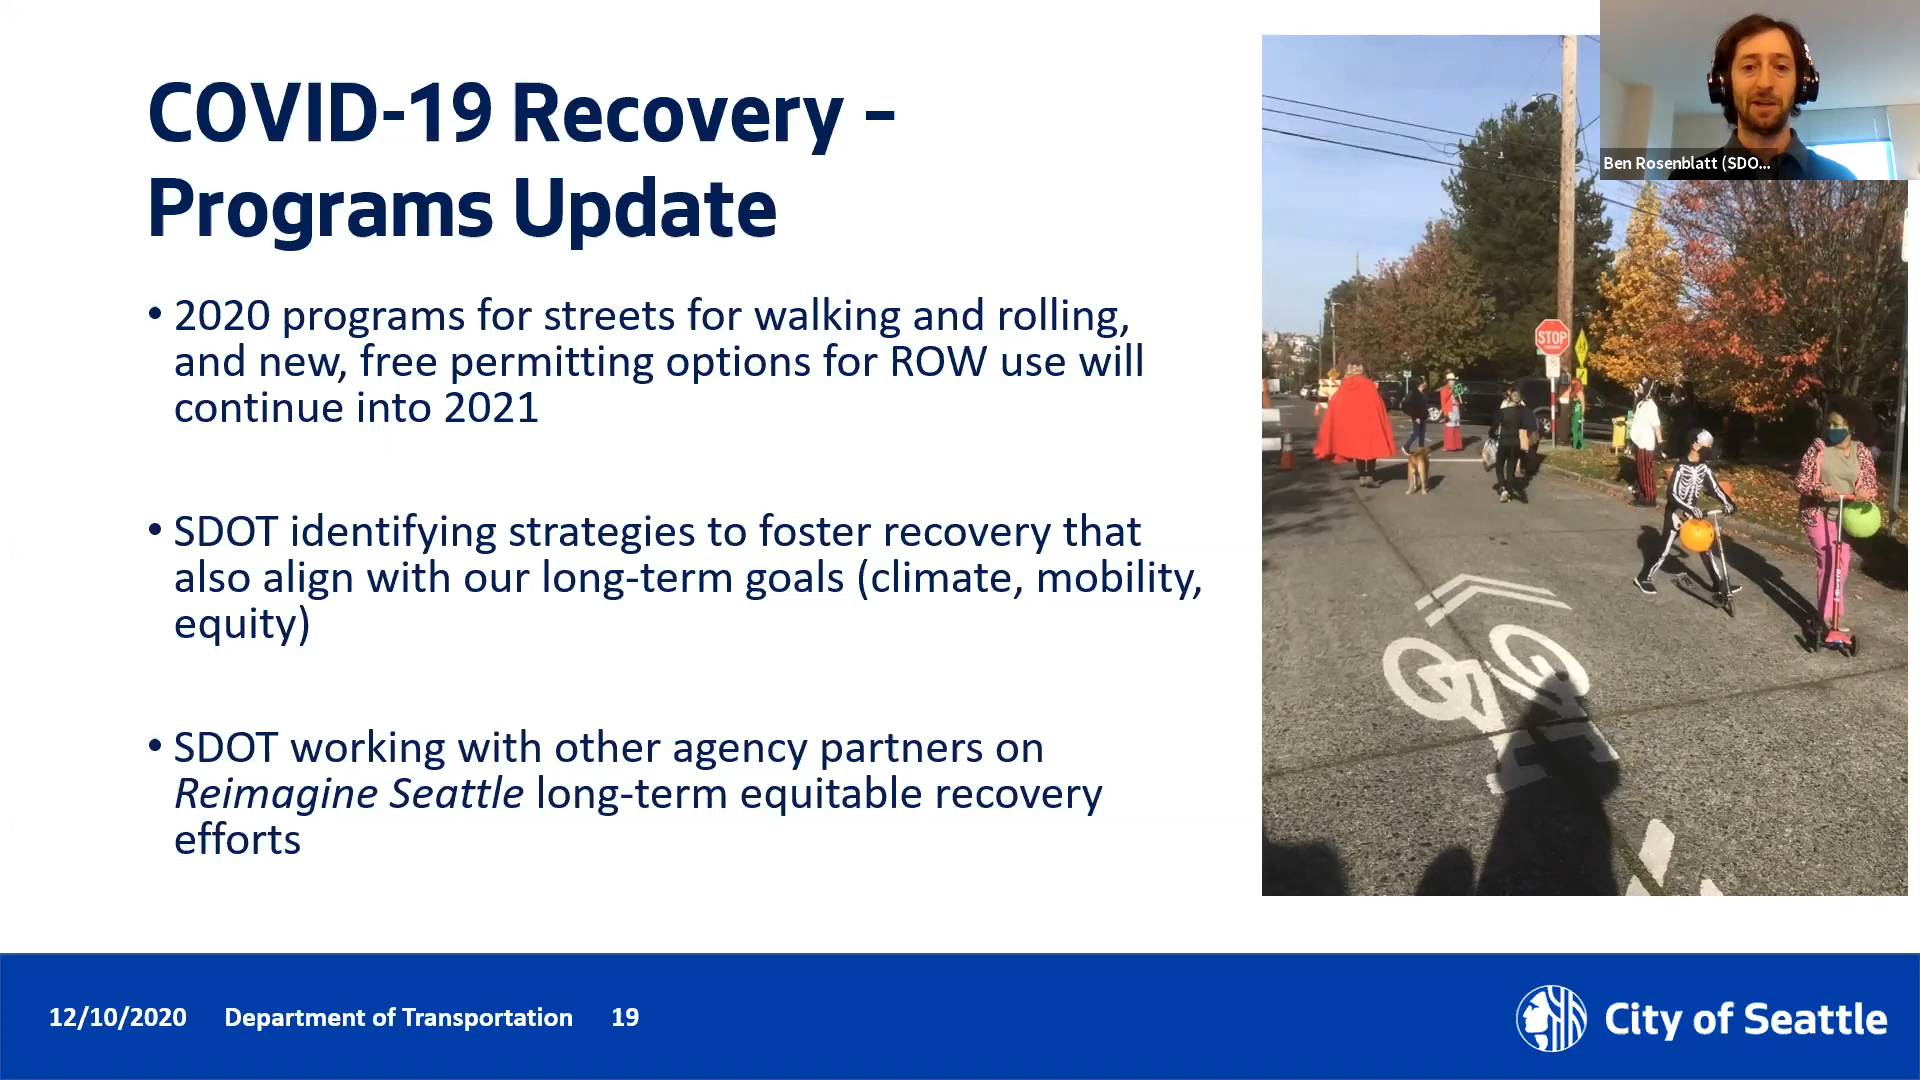 COVID-19 Recovery –
Programs Update
• 2020 programs for streets for walking and rolling,
and new, free permitting options for ROW use will
continue into 2021
• SDOT identifying strategies to foster recovery that
also align with our long-term goals (climate, mobility,
equity)
• SDOT working with other agency partners on
Reimagine Seattle long-term equitable recovery
efforts
STOP
Ben Rosenblatt (SDO...
12/10/2020 Department of Transportation 19
City of Seattle